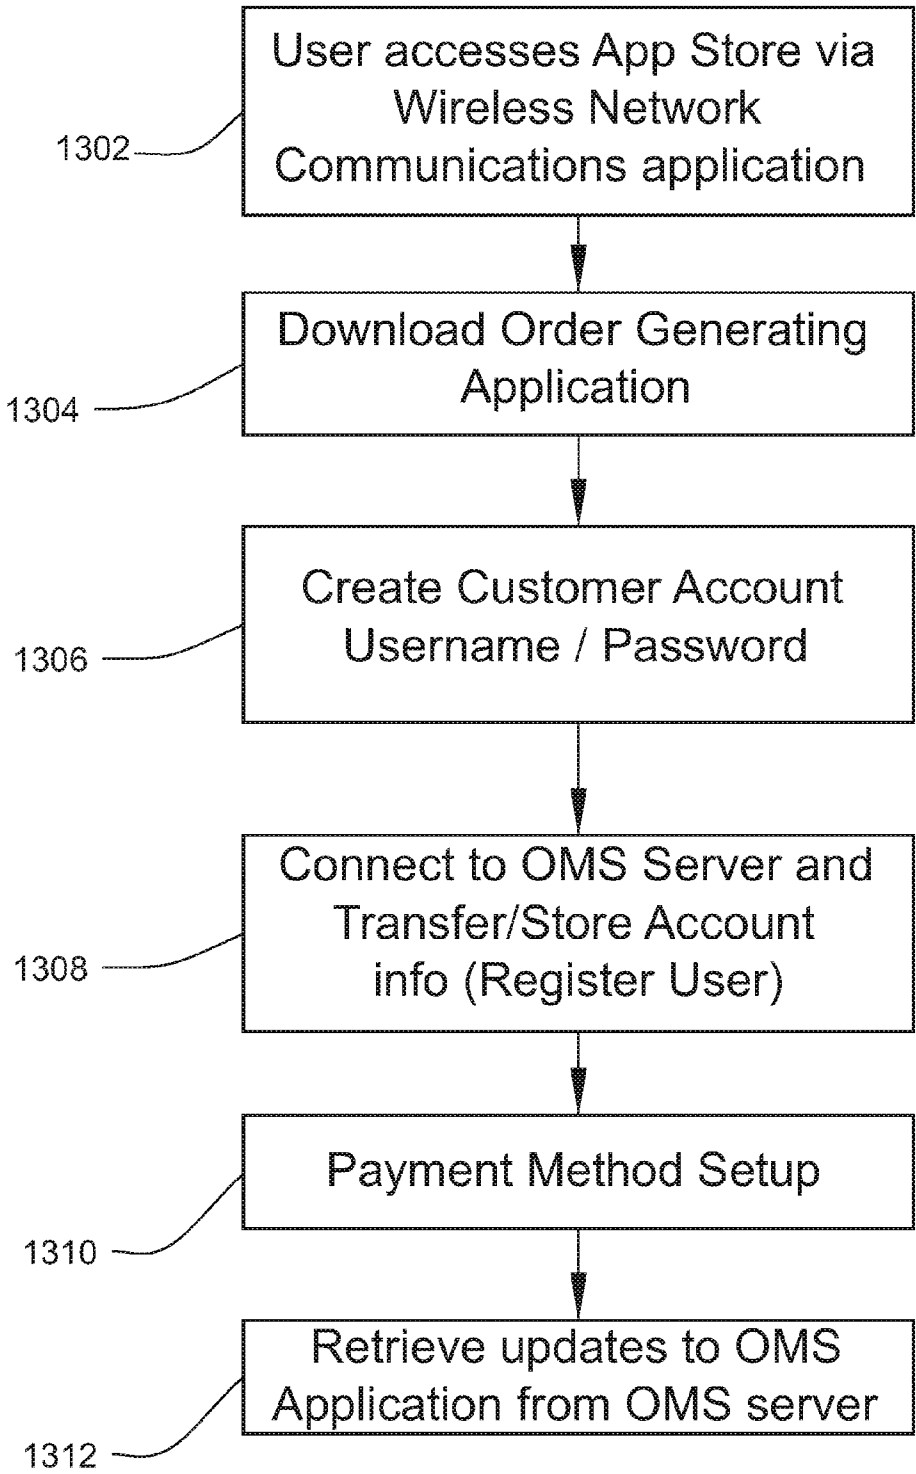 User accesses App Store via
Wireless Network
Communications application
1302
Download Order Generating
Application
1304
Create Customer Account
Username / Password
1306
Connect to OMS Server and
Transfer/Store Account
info (Register User)
1308
Payment Method Setup
1310
Retrieve updates to OMS
Application from OMS server
1312